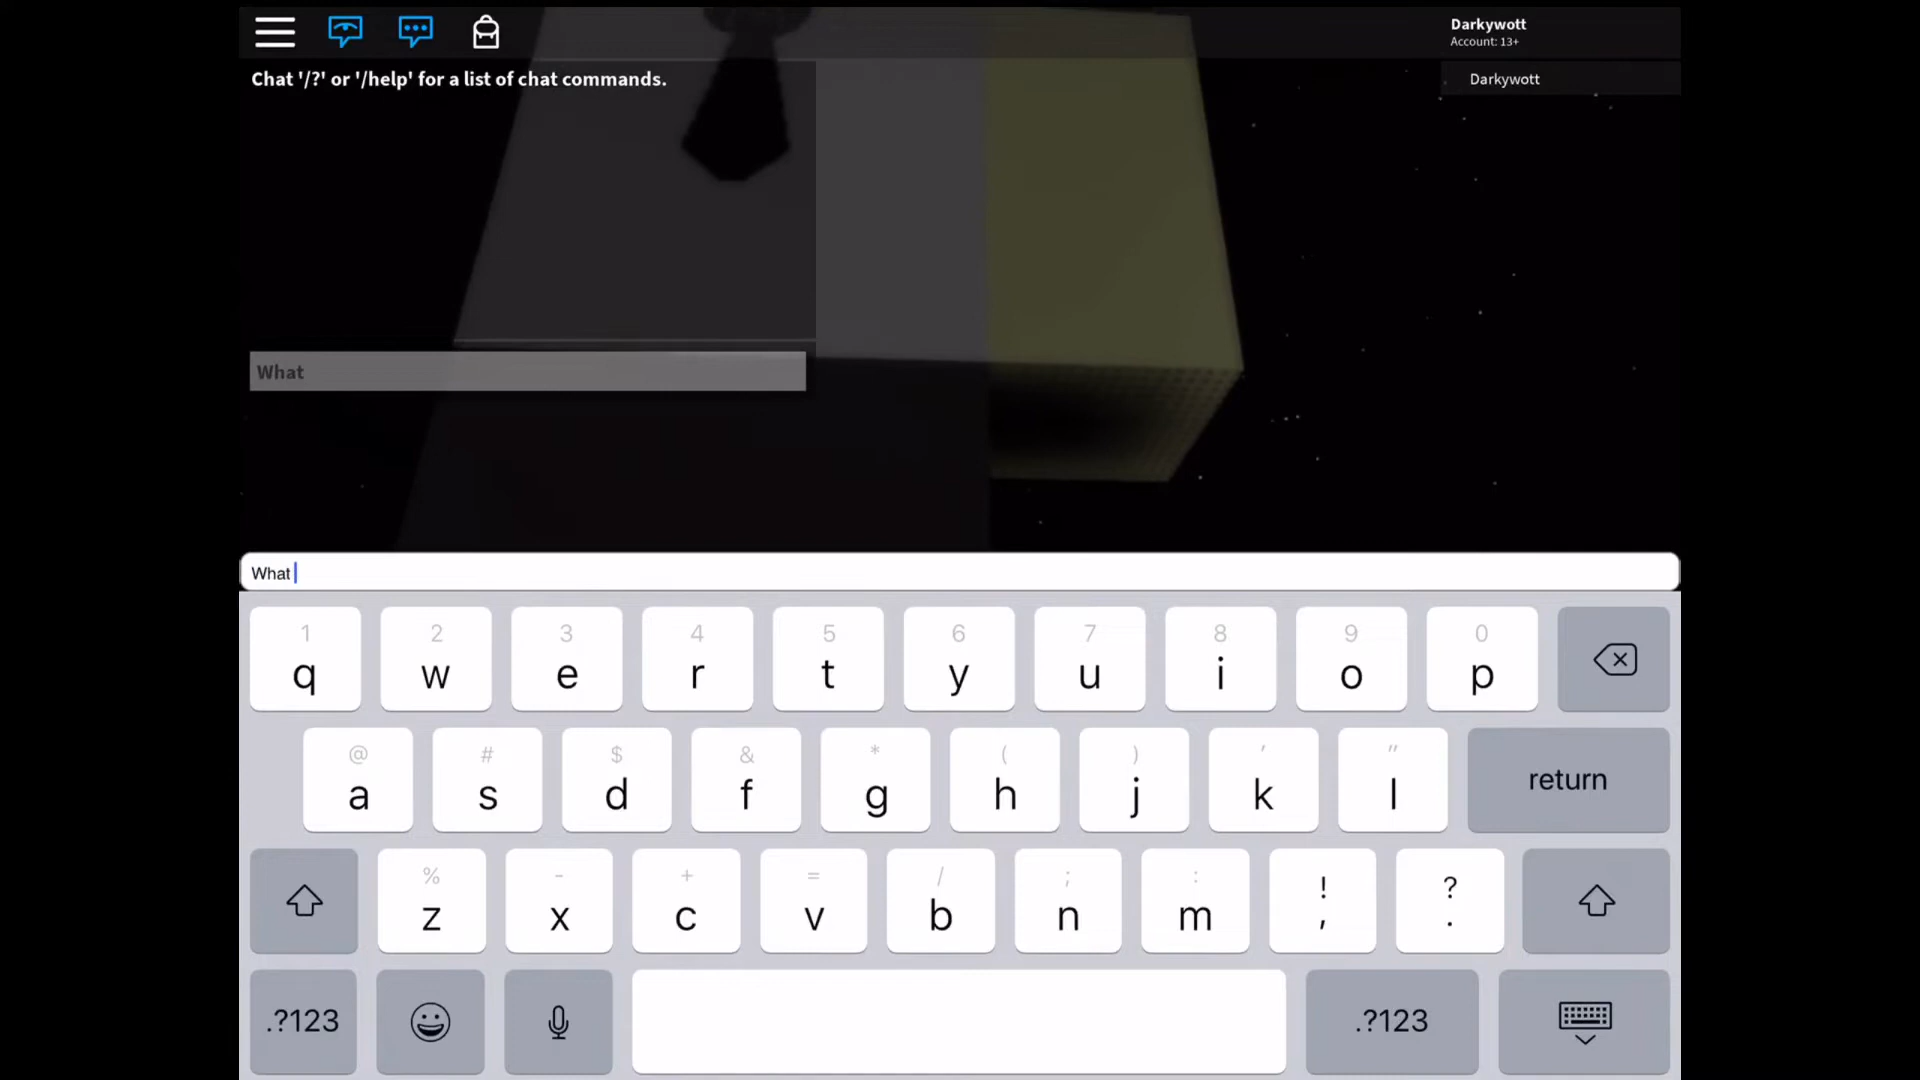 Darkywott
Account: 13+
Chat '/?' or '/help' for a list of chat commands.
Darkywott
What
What
1 2 3 4 5 6 7 8 9 0
q w e r t y u i o p
@ # $ & * ( ) ' "
a s d f g h j k l return
% - + = / ; : ! ?
z x c v b n m , .
.?123 .?123